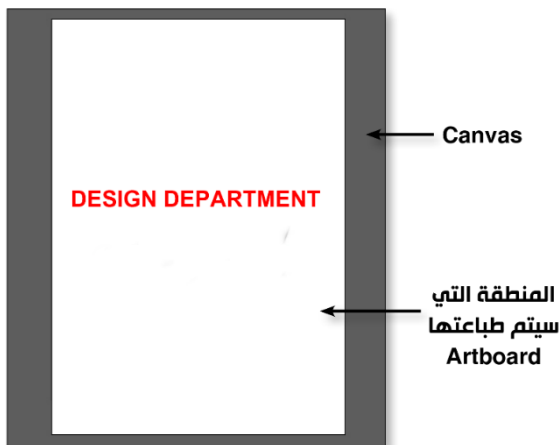 DESIGN DEPARTMENT
Canvas
المنطقة التي
سيتم طباعتها
Artboard